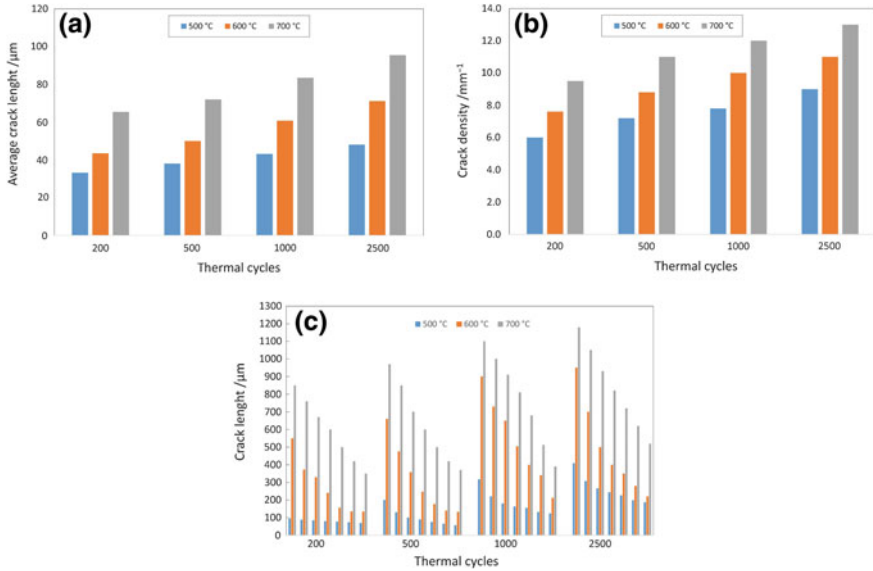 (a)
500 °C 600 °C 700 °C
Average crack lenght /µm
120
100
80
60
40
20
0
200 500 1000 2500
Thermal cycles
(b)
500 °C 600 °C 700 °C
Crack density /mm⁻¹
14.0
12.0
10.0
8.0
6.0
4.0
2.0
0.0
200 500 1000 2500
Thermal cycles
(c)
500 °C 600 °C 700 °C
Crack lenght /µm
1300
1200
1100
1000
900
800
700
600
500
400
300
200
100
0
200 500 1000 2500
Thermal cycles